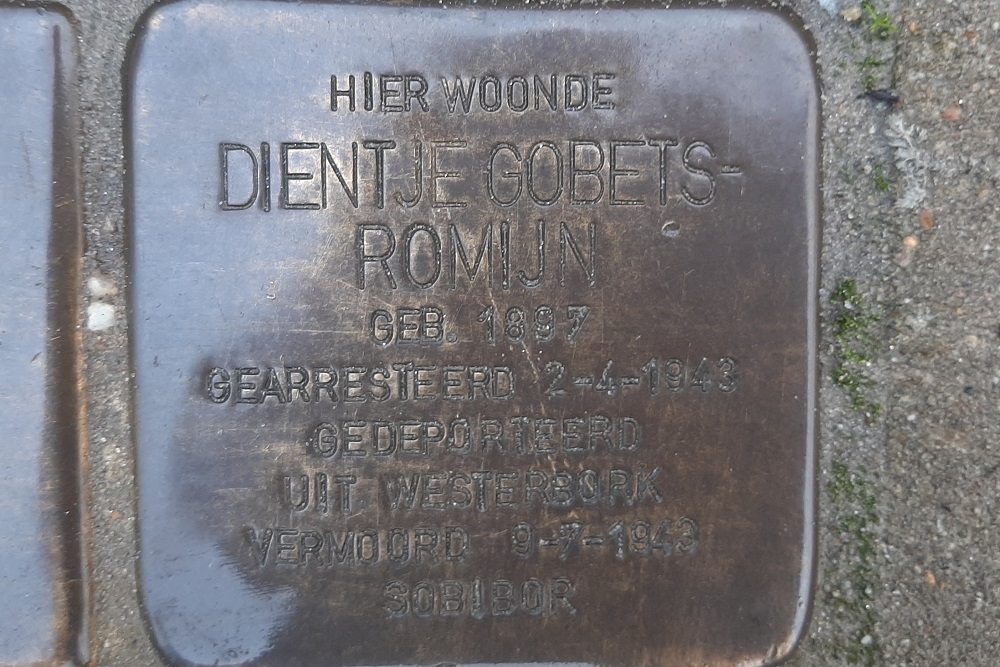 HIER WOONDE
DIENTJE GOBETS-
ROMIJN
GEB. 1897
GEARRESTEERD 2-4-1943
GEDEPORTEERD
UIT WESTERBORK
VERMOORD 9-7-1943
SOBIBOR